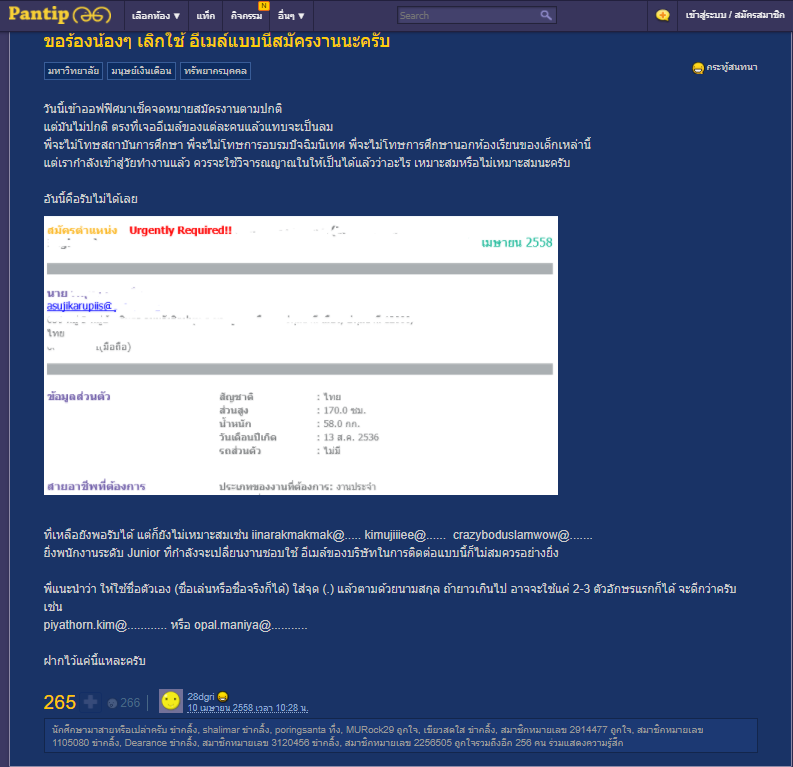 Pantip
เลือกห้อง ▼
แท็ก
กิจกรรม
N
อื่นๆ ▼
Search
เข้าสู่ระบบ / สมัครสมาชิก
ขอร้องน้องๆ เลิกใช้ อีเมล์แบบนี้สมัครงานนะครับ
มหาวิทยาลัย มนุษย์เงินเดือน ทรัพยากรบุคคล
กระทู้สนทนา
วันนี้เข้าออฟฟิศมาเช็คจดหมายสมัครงานตามปกติ
แต่มันไม่ปกติ ตรงที่เจออีเมล์ของแต่ละคนแล้วแทบจะเป็นลม
พี่จะไม่โทษสถาบันการศึกษา พี่จะไม่โทษการอบรมปัจฉิมนิเทศ พี่จะไม่โทษการศึกษานอกห้องเรียนของเด็กเหล่านี้
แต่เรากำลังเข้าสู่วัยทำงานแล้ว ควรจะใช้วิจารณญาณในให้เป็นได้แล้วว่าอะไร เหมาะสมหรือไม่เหมาะสมนะครับ
อันนี้คือรับไม่ได้เลย
สมัครตำแหน่ง Urgently Required!!
เมษายน 2558
นาย
asujikarupiis@
ไทย
(มือถือ)
ข้อมูลส่วนตัว
สัญชาติ : ไทย
ส่วนสูง : 170.0 ซม.
น้ำหนัก : 58.0 กก.
วันเดือนปีเกิด : 13 ส.ค. 2536
รถส่วนตัว : ไม่มี
สายอาชีพที่ต้องการ
ประเภทของงานที่ต้องการ: งานประจำ
ที่เหลือยังพอรับได้ แต่ก็ยังไม่เหมาะสมเช่น iinarakmakmak@..... kimujiiiee@...... crazyboduslamwow@.......
ยิ่งพนักงานระดับ Junior ที่กำลังจะเปลี่ยนงานชอบใช้ อีเมล์ของบริษัทในการติดต่อแบบนี้ก็ไม่สมควรอย่างยิ่ง
พี่แนะนำว่า ให้ใช้ชื่อตัวเอง (ชื่อเล่นหรือชื่อจริงก็ได้) ใส่จุด (.) แล้วตามด้วยนามสกุล ถ้ายาวเกินไป อาจจะใช้แค่ 2-3 ตัวอักษรแรกก็ได้ จะดีกว่าครับ
เช่น
piyathorn.kim@............ หรือ opal.maniya@...........
ฝากไว้แค่นี้แหละครับ
265
266
28dgri
10 เมษายน 2558 เวลา 10:28 น.
นักศึกษามาสายหรือเปล่าครับ ขำกลิ้ง, shalimar ขำกลิ้ง, poringsanta ทึ่ง, MURock29 ถูกใจ, เขียวสดใส ขำกลิ้ง, สมาชิกหมายเลข 2914477 ถูกใจ, สมาชิกหมายเลข
1105080 ขำกลิ้ง, Dearance ขำกลิ้ง, สมาชิกหมายเลข 3120456 ขำกลิ้ง, สมาชิกหมายเลข 2256505 ถูกใจรวมถึงอีก 256 คน ร่วมแสดงความรู้สึก